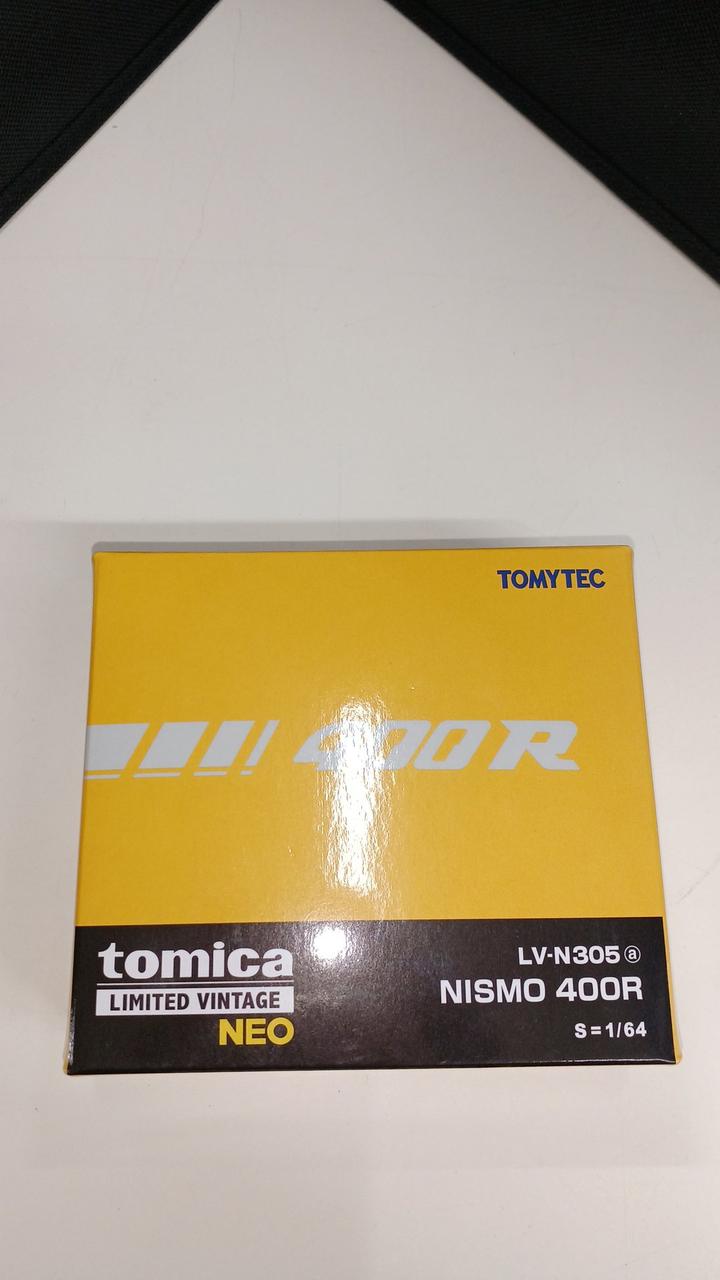 TOMYTEC
400R
tomica
LIMITED VINTAGE
NEO
LV-N305ⓐ
NISMO 400R
S=1/64